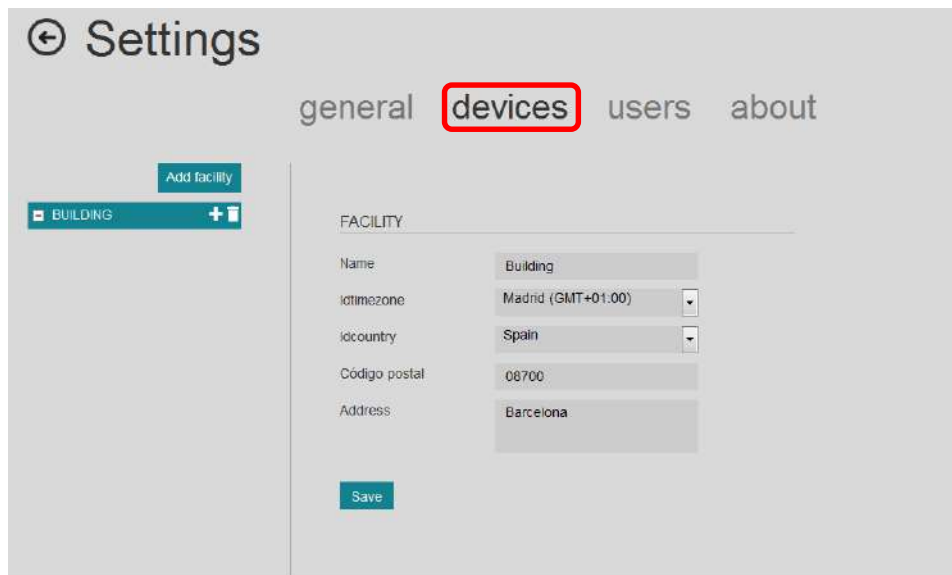 Settings
general devices users about
Add facility
BUILDING
FACILITY
Name Building
Idtimezone Madrid (GMT+01:00)
Idcountry Spain
Código postal 08700
Address Barcelona
Save